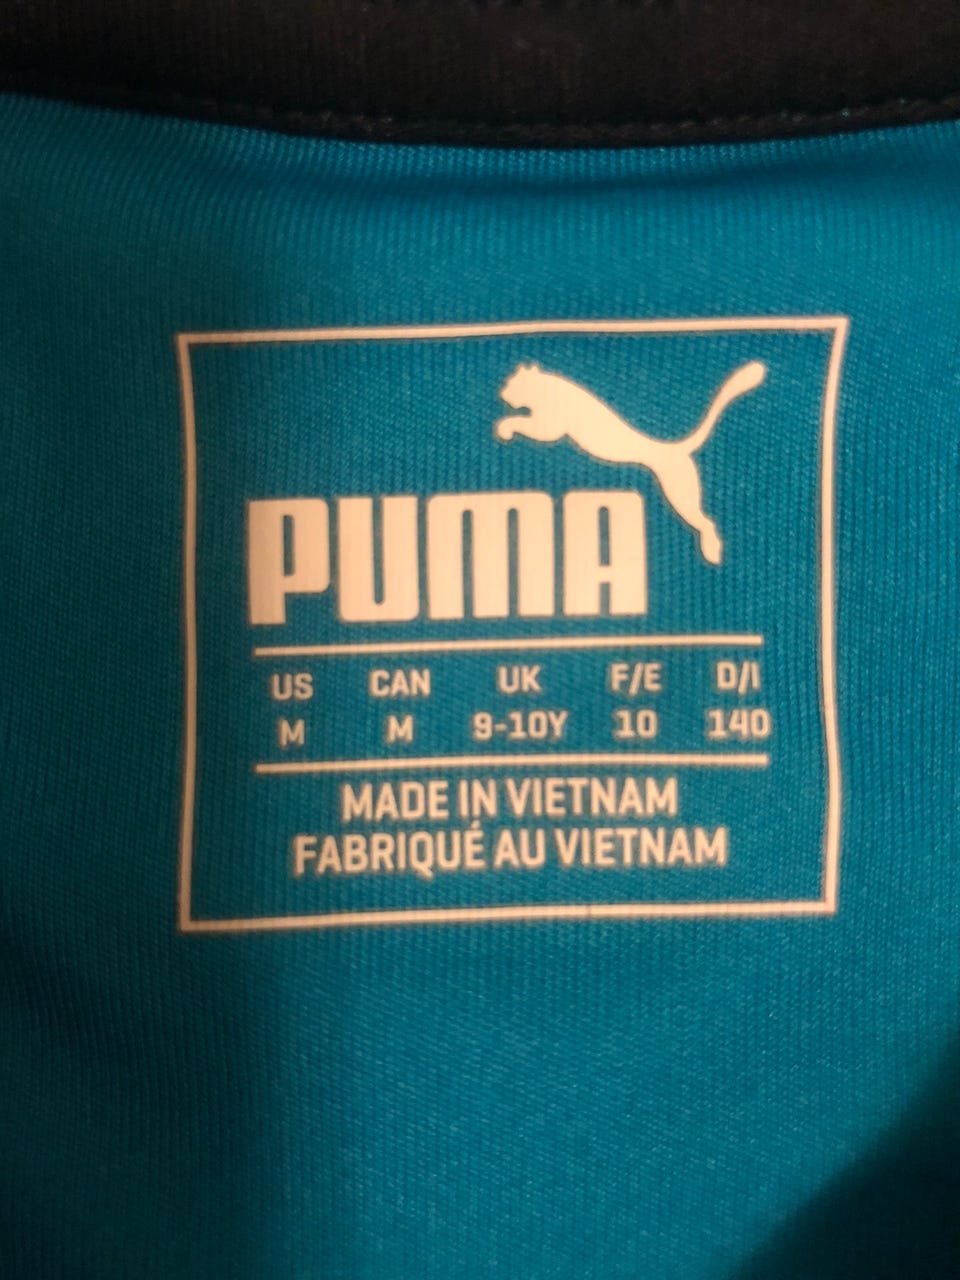 PUMA
US CAN UK F/E D/I
M M 9-10Y 10 140
MADE IN VIETNAM
FABRIQUÉ AU VIETNAM